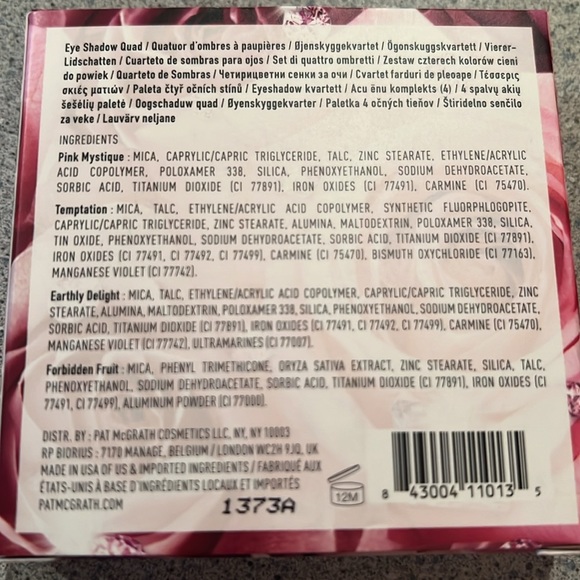 Eye Shadow Quad / Quatuor d'ombres à paupières / Øjenskyggekvartet / Ögonskuggskvartett / Vierer-
Lidschatten / Cuarteto de sombras para ojos / Set di quattro ombretti / Zestaw czterech kolorów cieni
do powiek / Quarteto de Sombras / Четирицветни сенки за очи / Cvartet farduri de pleoape / Τέσσερις
σκιές ματιών / Paleta čtyř očních stínů / Eyeshadow kvartett / Acu ēnu komplekts (4) / 4 spalvų akių
šešėlių paletė / Oogschaduw quad / Øyenskyggekvarter / Paletka 4 očných tieňov / Štiridelno senčilo
za veke / Lauvärv neljane
INGREDIENTS
Pink Mystique : MICA, CAPRYLIC/CAPRIC TRIGLYCERIDE, TALC, ZINC STEARATE, ETHYLENE/ACRYLIC
ACID COPOLYMER, POLOXAMER 338, SILICA, PHENOXYETHANOL, SODIUM DEHYDROACETATE,
SORBIC ACID, TITANIUM DIOXIDE (CI 77891), IRON OXIDES (CI 77491), CARMINE (CI 75470).
Temptation : MICA, TALC, ETHYLENE/ACRYLIC ACID COPOLYMER, SYNTHETIC FLUORPHLOGOPITE,
CAPRYLIC/CAPRIC TRIGLYCERIDE, ZINC STEARATE, ALUMINA, MALTODEXTRIN, POLOXAMER 338, SILICA,
TIN OXIDE, PHENOXYETHANOL, SODIUM DEHYDROACETATE, SORBIC ACID, TITANIUM DIOXIDE (CI 77891),
IRON OXIDES (CI 77491, CI 77492, CI 77499), CARMINE (CI 75470), BISMUTH OXYCHLORIDE (CI 77163),
MANGANESE VIOLET (CI 77742).
Earthly Delight : MICA, TALC, ETHYLENE/ACRYLIC ACID COPOLYMER, CAPRYLIC/CAPRIC TRIGLYCERIDE, ZINC
STEARATE, ALUMINA, MALTODEXTRIN, POLOXAMER 338, SILICA, PHENOXYETHANOL, SODIUM DEHYDROACETATE,
SORBIC ACID, TITANIUM DIOXIDE (CI 77891), IRON OXIDES (CI 77491, CI 77492, CI 77499), CARMINE (CI 75470),
MANGANESE VIOLET (CI 77742), ULTRAMARINES (CI 77007).
Forbidden Fruit : MICA, PHENYL TRIMETHICONE, ORYZA SATIVA EXTRACT, ZINC STEARATE, SILICA, TALC,
PHENOXYETHANOL, SODIUM DEHYDROACETATE, SORBIC ACID, TITANIUM DIOXIDE (CI 77891), IRON OXIDES (CI
77491, CI 77499), ALUMINUM POWDER (CI 77000).
DISTR. BY : PAT McGRATH COSMETICS LLC, NY, NY 10003
RP BIORIUS : 7170 MANAGE, BELGIUM / LONDON WC2H 9JQ, UK
MADE IN USA OF US & IMPORTED INGREDIENTS / FABRIQUÉ AUX
ÉTATS-UNIS À BASE D'INGRÉDIENTS LOCAUX ET IMPORTÉS
PATMCGRATH.COM
1373A
12M
8 43004 11013 5